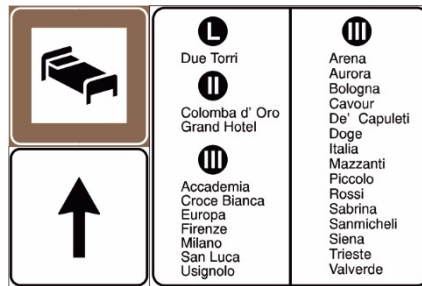 L
Due Torri
II
Colomba d' Oro
Grand Hotel
III
Accademia
Croce Bianca
Europa
Firenze
Milano
San Luca
Usignolo
III
Arena
Aurora
Bologna
Cavour
De' Capuleti
Doge
Italia
Mazzanti
Piccolo
Rossi
Sabrina
Sanmicheli
Siena
Trieste
Valverde